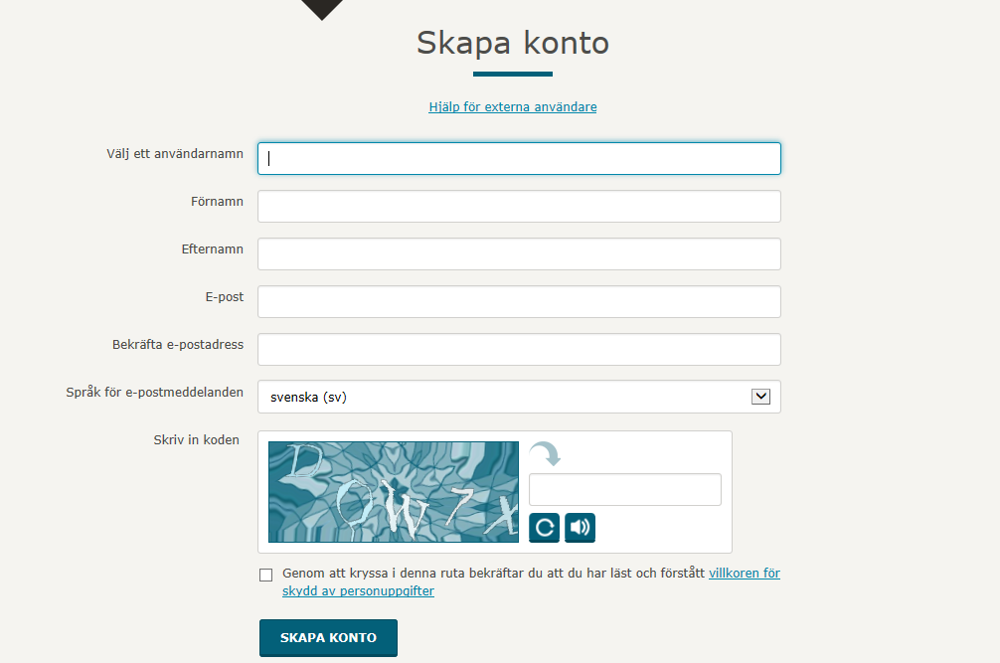 Skapa konto
Hjälp för externa användare
Välj ett användarnamn
Förnamn
Efternamn
E-post
Bekräfta e-postadress
Språk för e-postmeddelanden
svenska (sv)
Skriv in koden
Genom att kryssa i denna ruta bekräftar du att du har läst och förstått villkoren för
skydd av personuppgifter
SKAPA KONTO